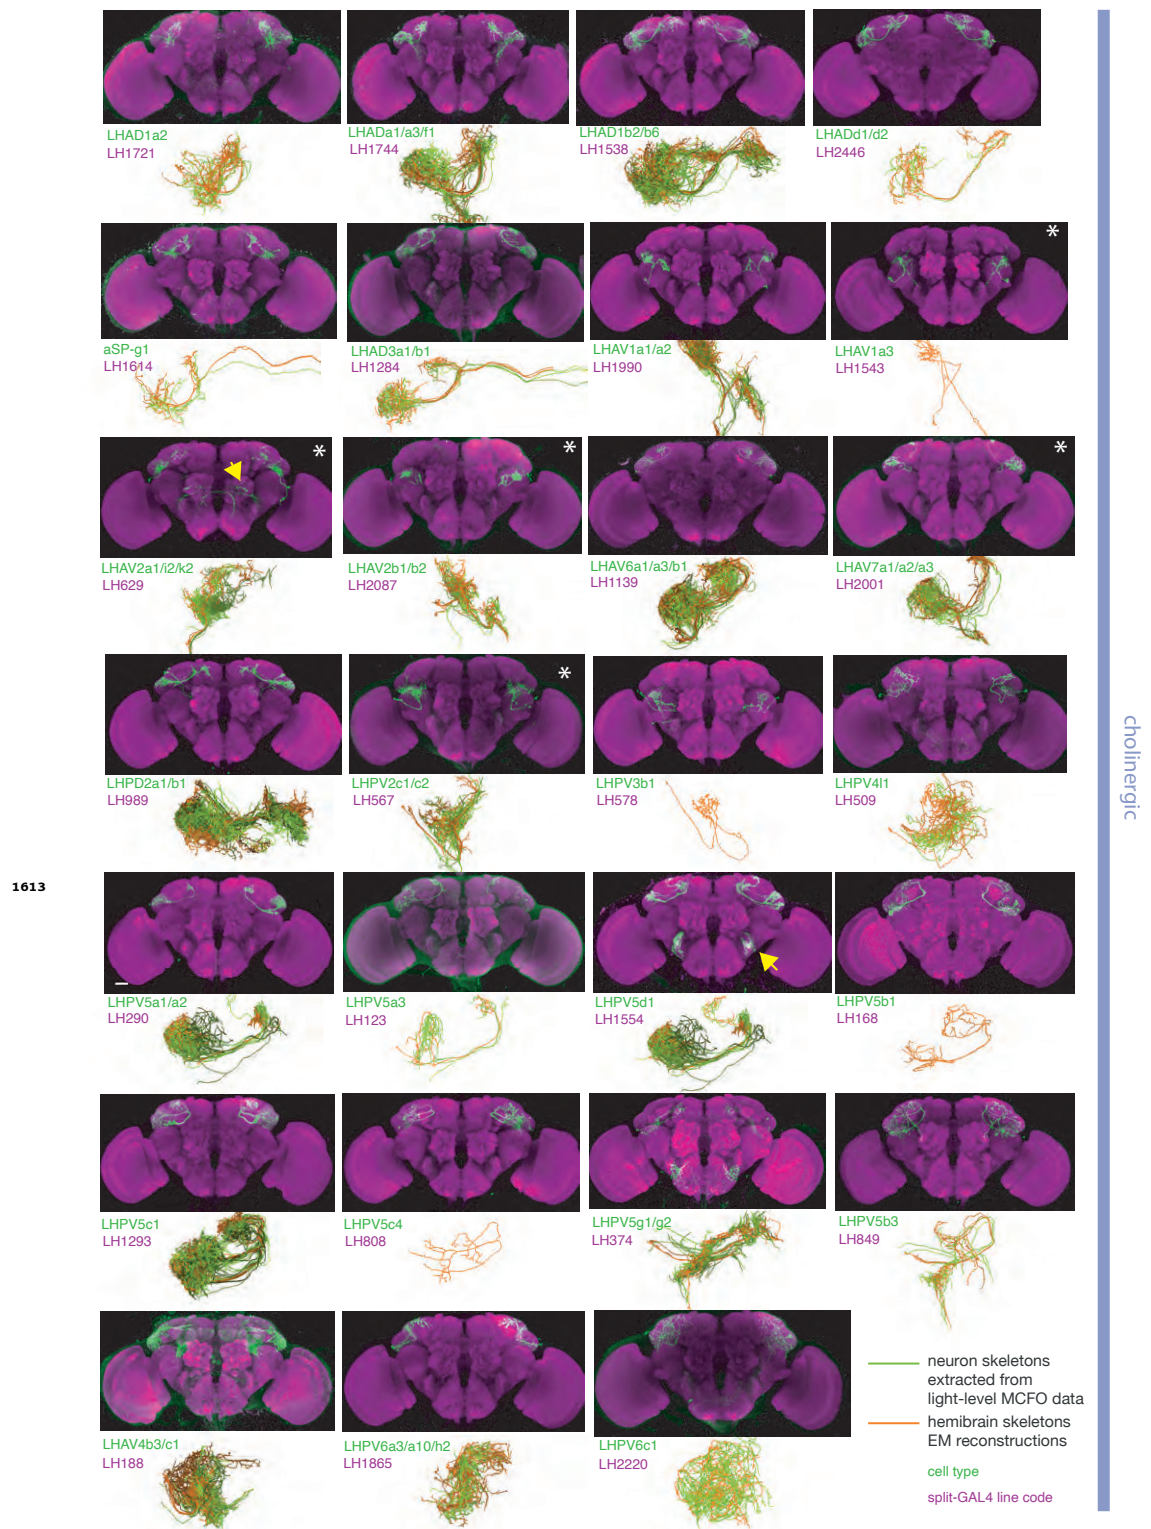 LHAD1a2
LH1721
LHADa1/a3/f1
LH1744
LHAD1b2/b6
LH1538
LHADd1/d2
LH2446
aSP-g1
LH1614
LHAD3a1/b1
LH1284
LHAV1a1/a2
LH1990
*
LHAV1a3
LH1543
*
LHAV2a1/i2/k2
LH629
*
LHAV2b1/b2
LH2087
LHAV6a1/a3/b1
LH1139
*
LHAV7a1/a2/a3
LH2001
LHPD2a1/b1
LH989
*
LHPV2c1/c2
LH567
LHPV3b1
LH578
LHPV4l1
LH509
cholinergic
1613
LHPV5a1/a2
LH290
LHPV5a3
LH123
LHPV5d1
LH1554
LHPV5b1
LH168
LHPV5c1
LH1293
LHPV5c4
LH808
LHPV5g1/g2
LH374
LHPV5b3
LH849
LHAV4b3/c1
LH188
LHPV6a3/a10/h2
LH1865
LHPV6c1
LH2220
neuron skeletons
extracted from
light-level MCFO data
hemibrain skeletons
EM reconstructions
cell type
split-GAL4 line code